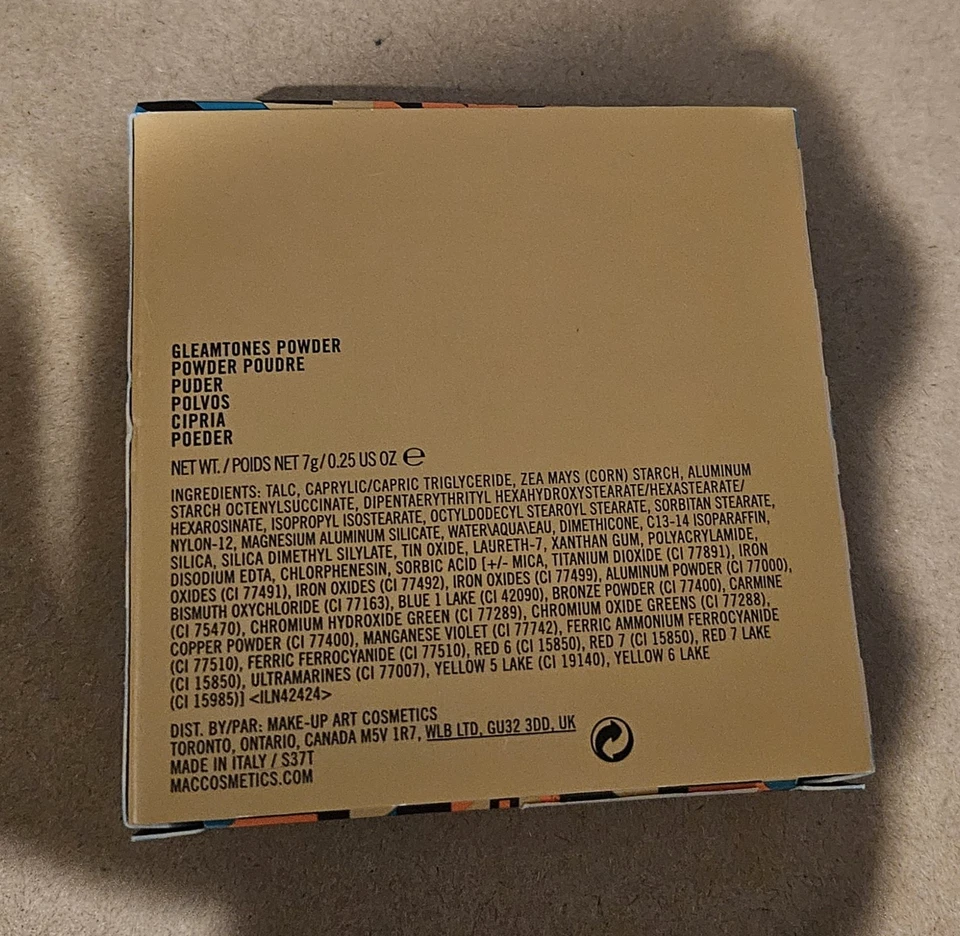 GLEAMTONES POWDER
POWDER POUDRE
PUDER
POLVOS
CIPRIA
POEDER
NET WT. / POIDS NET 7g/ 0.25 US OZ ℮
INGREDIENTS: TALC, CAPRYLIC/CAPRIC TRIGLYCERIDE, ZEA MAYS (CORN) STARCH, ALUMINUM
STARCH OCTENYLSUCCINATE, DIPENTAERYTHRITYL HEXAHYDROXYSTEARATE/HEXASTEARATE/
HEXAROSINATE, ISOPROPYL ISOSTEARATE, OCTYLDODECYL STEAROYL STEARATE, SORBITAN STEARATE,
NYLON-12, MAGNESIUM ALUMINUM SILICATE, WATER\AQUA\EAU, DIMETHICONE, C13-14 ISOPARAFFIN,
SILICA, SILICA DIMETHYL SILYLATE, TIN OXIDE, LAURETH-7, XANTHAN GUM, POLYACRYLAMIDE,
DISODIUM EDTA, CHLORPHENESIN, SORBIC ACID [+/- MICA, TITANIUM DIOXIDE (CI 77891), IRON
OXIDES (CI 77491), IRON OXIDES (CI 77492), IRON OXIDES (CI 77499), ALUMINUM POWDER (CI 77000),
BISMUTH OXYCHLORIDE (CI 77163), BLUE 1 LAKE (CI 42090), BRONZE POWDER (CI 77400), CARMINE
(CI 75470), CHROMIUM HYDROXIDE GREEN (CI 77289), CHROMIUM OXIDE GREENS (CI 77288),
COPPER POWDER (CI 77400), MANGANESE VIOLET (CI 77742), FERRIC AMMONIUM FERROCYANIDE
(CI 77510), FERRIC FERROCYANIDE (CI 77510), RED 6 (CI 15850), RED 7 (CI 15850), RED 7 LAKE
(CI 15850), ULTRAMARINES (CI 77007), YELLOW 5 LAKE (CI 19140), YELLOW 6 LAKE
(CI 15985)] <ILN42424>
DIST. BY/PAR: MAKE-UP ART COSMETICS
TORONTO, ONTARIO, CANADA M5V 1R7, WLB LTD, GU32 3DD, UK
MADE IN ITALY / S37T
MACCOSMETICS.COM